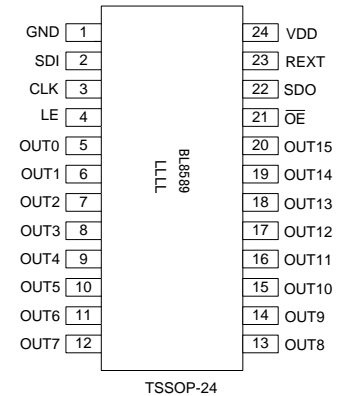 GND 1 24 VDD
SDI 2 23 REXT
CLK 3 22 SDO
LE 4 21 OE
OUT0 5 20 OUT15
OUT1 6 19 OUT14
OUT2 7 18 OUT13
OUT3 8 17 OUT12
OUT4 9 16 OUT11
OUT5 10 15 OUT10
OUT6 11 14 OUT9
OUT7 12 13 OUT8
BL8589
LLLL
TSSOP-24